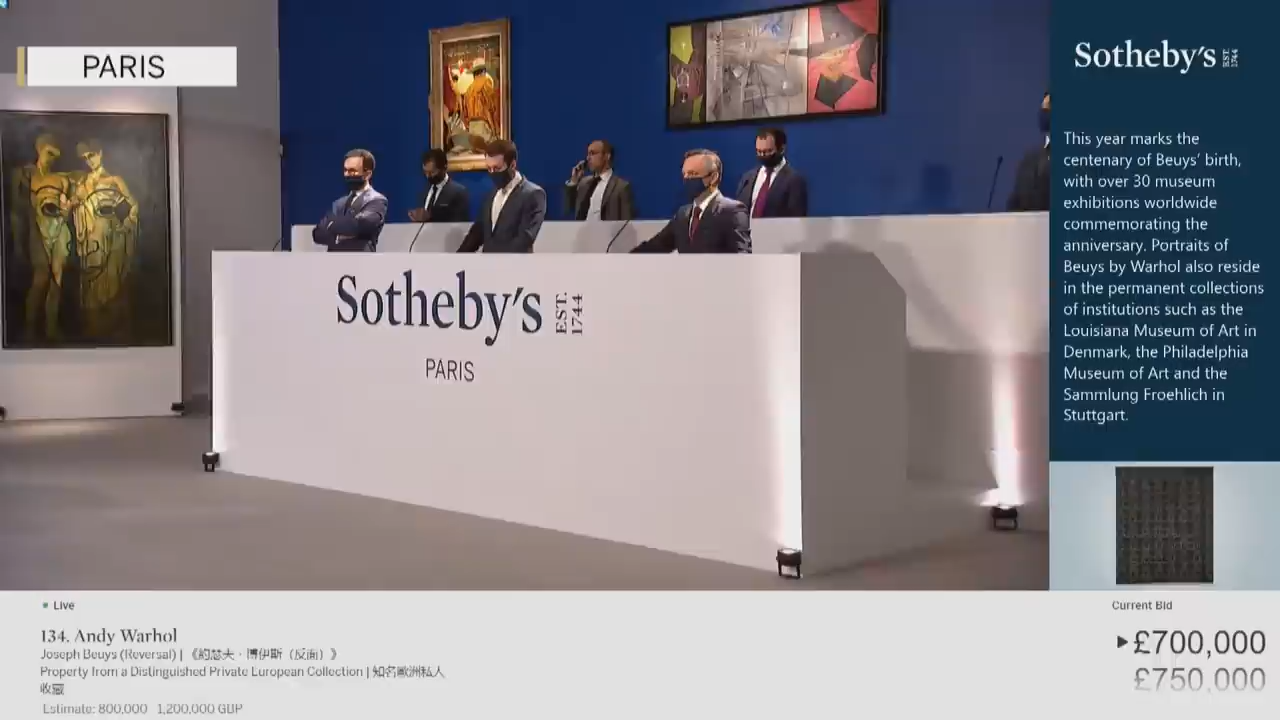 PARIS
Sotheby's EST. 1744
This year marks the
centenary of Beuys' birth,
with over 30 museum
exhibitions worldwide
commemorating the
anniversary. Portraits of
Beuys by Warhol also reside
in the permanent collections
of institutions such as the
Louisiana Museum of Art in
Denmark, the Philadelphia
Museum of Art and the
Sammlung Froehlich in
Stuttgart.
Sotheby's EST. 1744
PARIS
Live
134. Andy Warhol
Joseph Beuys (Reversal) | 《約瑟夫·博伊斯（反面）》
Property from a Distinguished Private European Collection | 知名歐洲私人
收藏
Estimate: 800,000 1,200,000 GBP
Current Bid
£700,000
£750,000